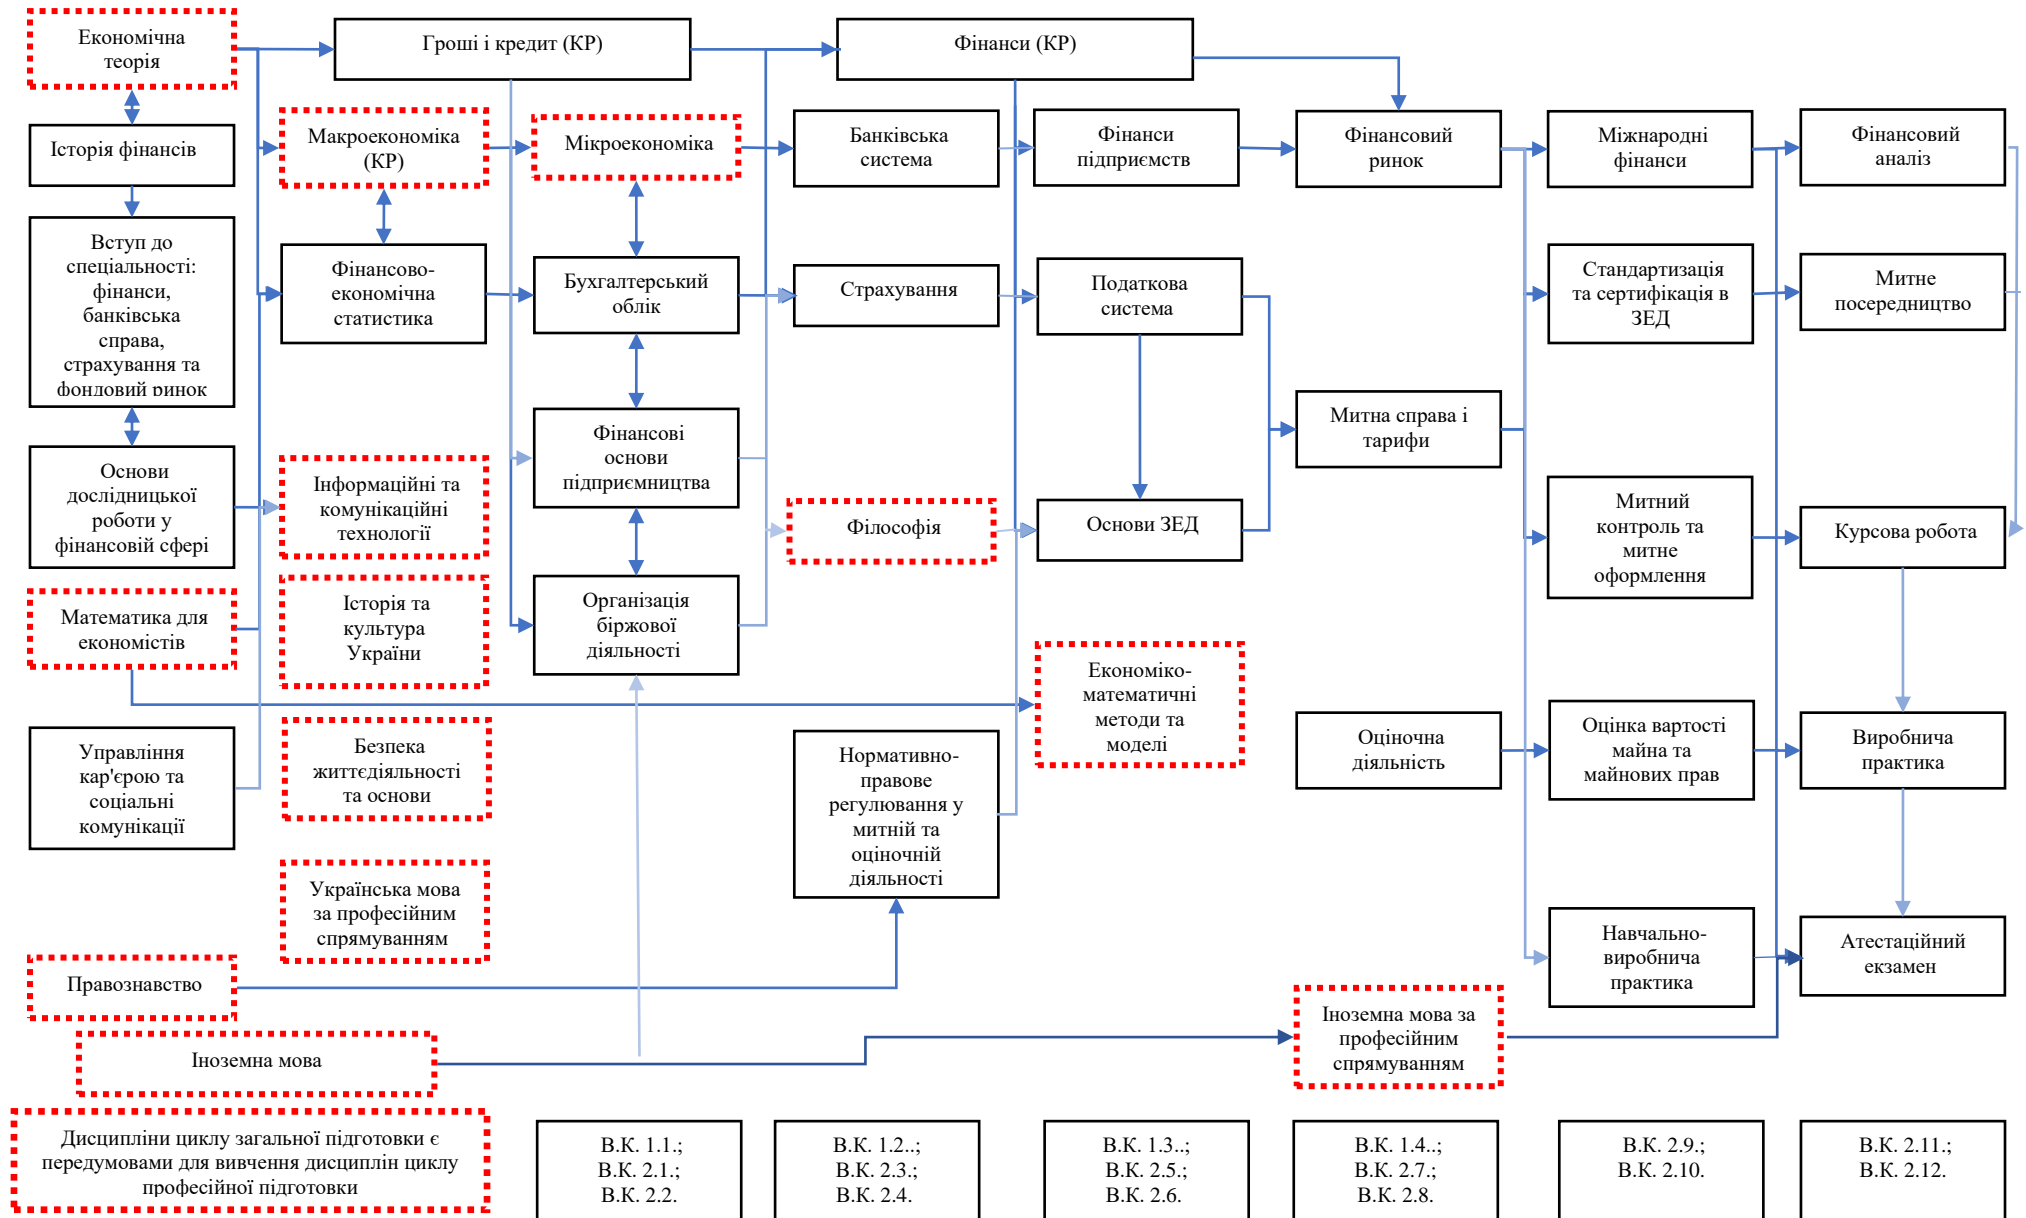 Економічна
теорія
Гроші і кредит (КР)
Фінанси (КР)
Історія фінансів
Макроекономіка
(КР)
Мікроекономіка
Банківська
система
Фінанси
підприємств
Фінансовий
ринок
Міжнародні
фінанси
Фінансовий
аналіз
Вступ до
спеціальності:
фінанси,
банківська
справа,
страхування та
фондовий ринок
Фінансово-
економічна
статистика
Бухгалтерський
облік
Страхування
Податкова
система
Стандартизація
та сертифікація в
ЗЕД
Митне
посередництво
Фінансові
основи
підприємництва
Митна справа і
тарифи
Основи
дослідницької
роботи у
фінансовій сфері
Інформаційні та
комунікаційні
технології
Філософія
Основи ЗЕД
Митний
контроль та
митне
оформлення
Курсова робота
Математика для
економістів
Історія та
культура
України
Організація
біржової
діяльності
Економіко-
математичні
методи та
моделі
Управління
кар'єрою та
соціальні
комунікації
Безпека
життєдіяльності
та основи
Нормативно-
правове
регулювання у
митній та
оціночній
діяльності
Оціночна
діяльність
Оцінка вартості
майна та
майнових прав
Виробнича
практика
Українська мова
за професійним
спрямуванням
Правознавство
Навчально-
виробнича
практика
Атестаційний
екзамен
Іноземна мова
Іноземна мова за
професійним
спрямуванням
Дисципліни циклу загальної підготовки є
передумовами для вивчення дисциплін циклу
професійної підготовки
В.К. 1.1.;
В.К. 2.1.;
В.К. 2.2.
В.К. 1.2..;
В.К. 2.3.;
В.К. 2.4.
В.К. 1.3..;
В.К. 2.5.;
В.К. 2.6.
В.К. 1.4..;
В.К. 2.7.;
В.К. 2.8.
В.К. 2.9.;
В.К. 2.10.
В.К. 2.11.;
В.К. 2.12.